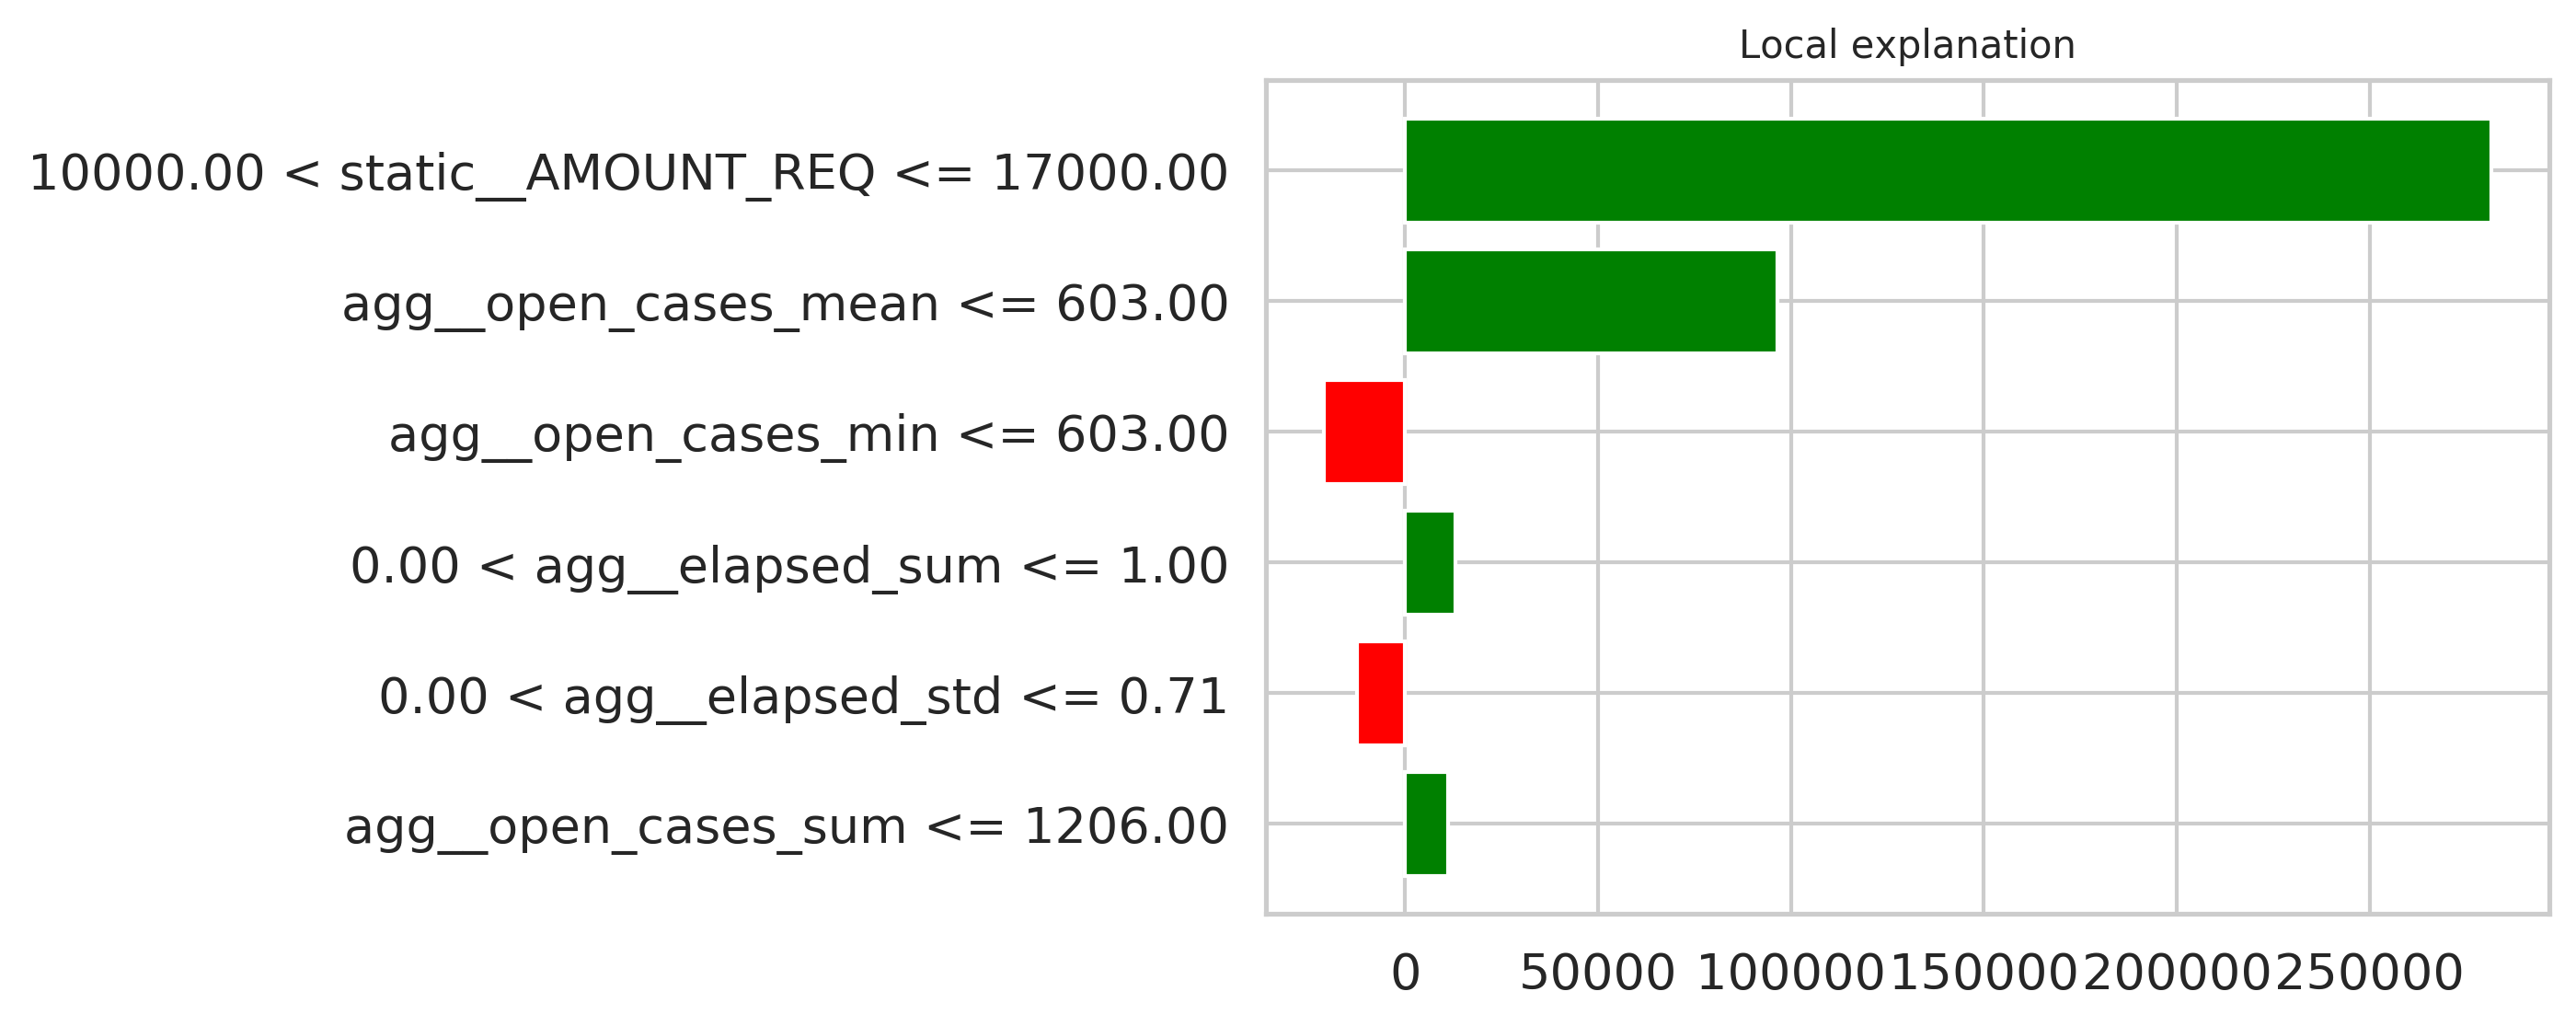 Local explanation
10000.00 < static__AMOUNT_REQ <= 17000.00
agg__open_cases_mean <= 603.00
agg__open_cases_min <= 603.00
0.00 < agg__elapsed_sum <= 1.00
0.00 < agg__elapsed_std <= 0.71
agg__open_cases_sum <= 1206.00
0 50000 100000 150000 200000 250000